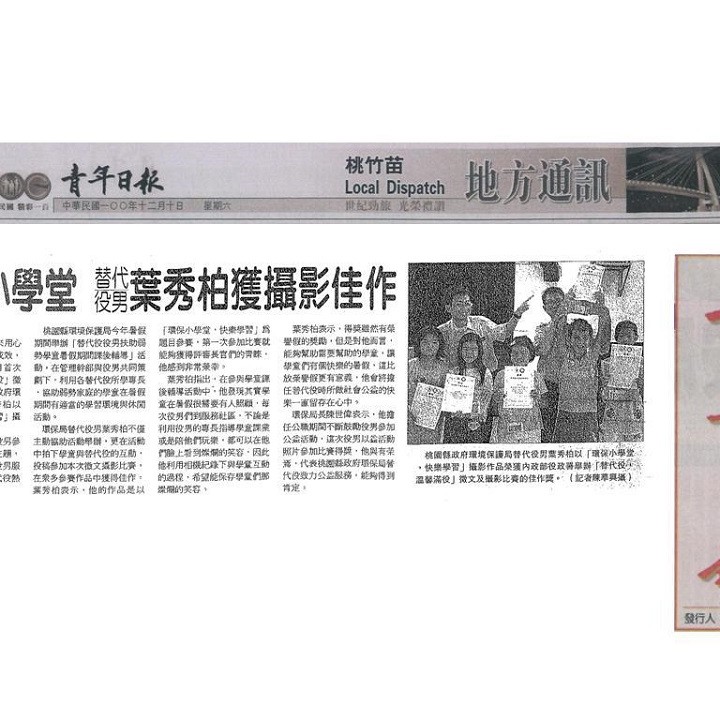 青年日報
中華民國一○○年十二月十日 星期六
桃竹苗
Local Dispatch
世紀勁旅 光榮禮讚
地方通訊
小學堂 替代役男葉秀柏獲攝影佳作
桃園縣環境保護局今年暑假
期間舉辦「替代役役男扶助弱
勢學童暑假期間課後輔導」活
動，在管理幹部與役男共同策
劃下，利用各替代役所學專長
，協助弱勢家庭的學童在暑假
期間有適當的學習環境與休閒
活動。
環保局替代役男葉秀柏不僅
主動協助活動舉辦，更在活動
中拍下學童與替代役的互動，
投稿參加本次徵文攝影比賽，
在眾多參賽作品中獲得佳作。
葉秀柏表示，他的作品是以
「環保小學堂，快樂學習」為
題目參賽，第一次參加比賽就
能夠獲得評審長官們的青睞，
他感到非常榮幸。
葉秀柏指出，在參與學童課
後輔導活動中，他發現其實學
童在暑假很需要有人照顧，每
次役男們到服務社區，不論是
利用役男的專長指導學童課業
或是陪他們玩樂，都可以在他
們臉上看到燦爛的笑容，因此
他利用相機紀錄下與學童互動
的過程，希望能保存學童們那
燦爛的笑容。
葉秀柏表示，得獎雖然有榮
譽假的獎勵，但是對他而言，
能夠幫助需要幫助的學童，讓
學童們有個快樂的暑假，這比
放榮譽假更有意義，他會將擔
任替代役時所做社會公益的快
樂一直留存在心中。
環保局長陳世偉表示，他擔
任公職期間不斷鼓勵役男參加
公益活動，這次役男以益活動
照片參加比賽得獎，他與有榮
焉，代表桃園縣政府環保局替
代役致力公益服務，能夠得到
肯定。
桃園縣政府環境保護局替代役男葉秀柏以「環保小學堂
，快樂學習」攝影作品榮獲內政部役政署舉辦「替代役
溫馨滿役」徵文及攝影比賽的佳作獎。（記者陳華興攝）
發行人